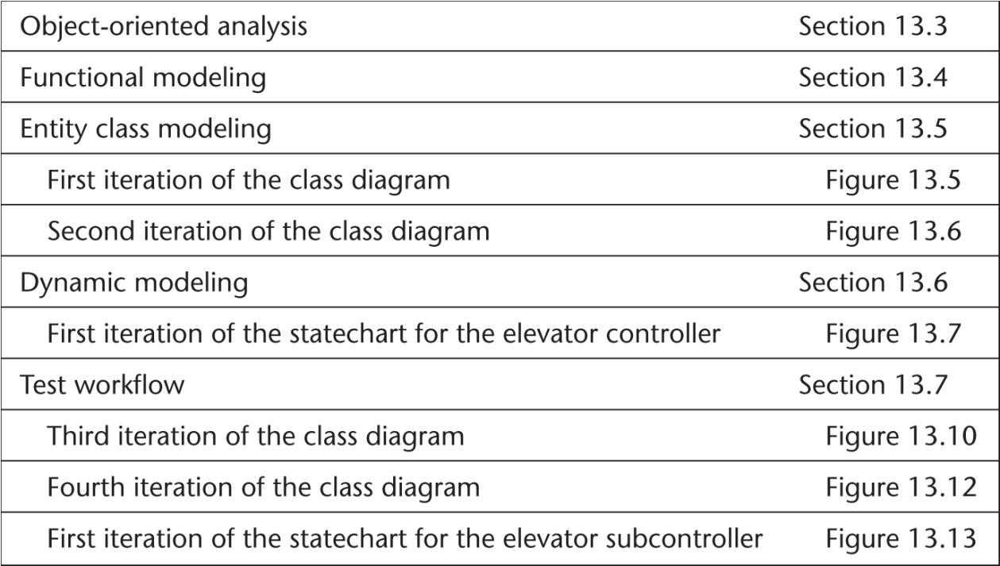 Object-oriented analysis Section 13.3
Functional modeling Section 13.4
Entity class modeling Section 13.5
First iteration of the class diagram Figure 13.5
Second iteration of the class diagram Figure 13.6
Dynamic modeling Section 13.6
First iteration of the statechart for the elevator controller Figure 13.7
Test workflow Section 13.7
Third iteration of the class diagram Figure 13.10
Fourth iteration of the class diagram Figure 13.12
First iteration of the statechart for the elevator subcontroller Figure 13.13